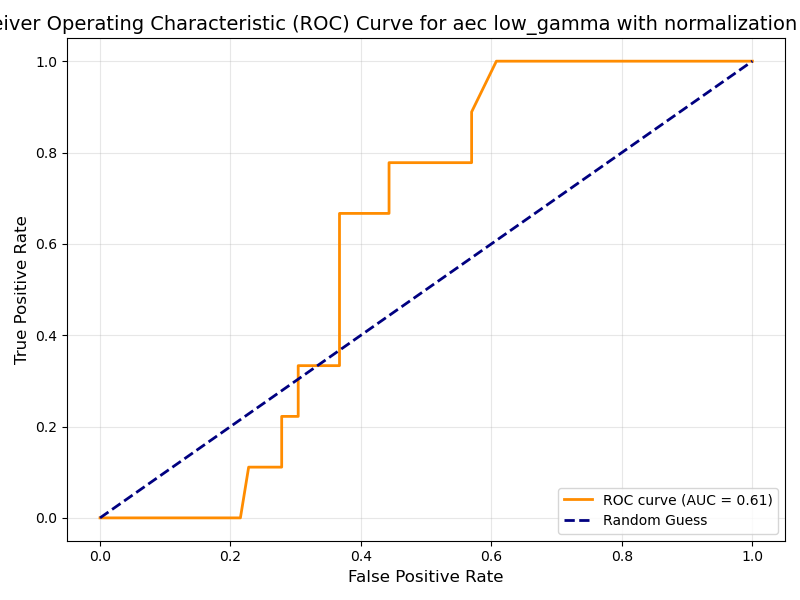 Operating Characteristic (ROC) Curve for aec low_gamma with normalization
1.0
0.8
0.6
0.4
0.2
0.0
True Positive Rate
0.0 0.2 0.4 0.6 0.8 1.0
False Positive Rate
ROC curve (AUC = 0.61)
Random Guess